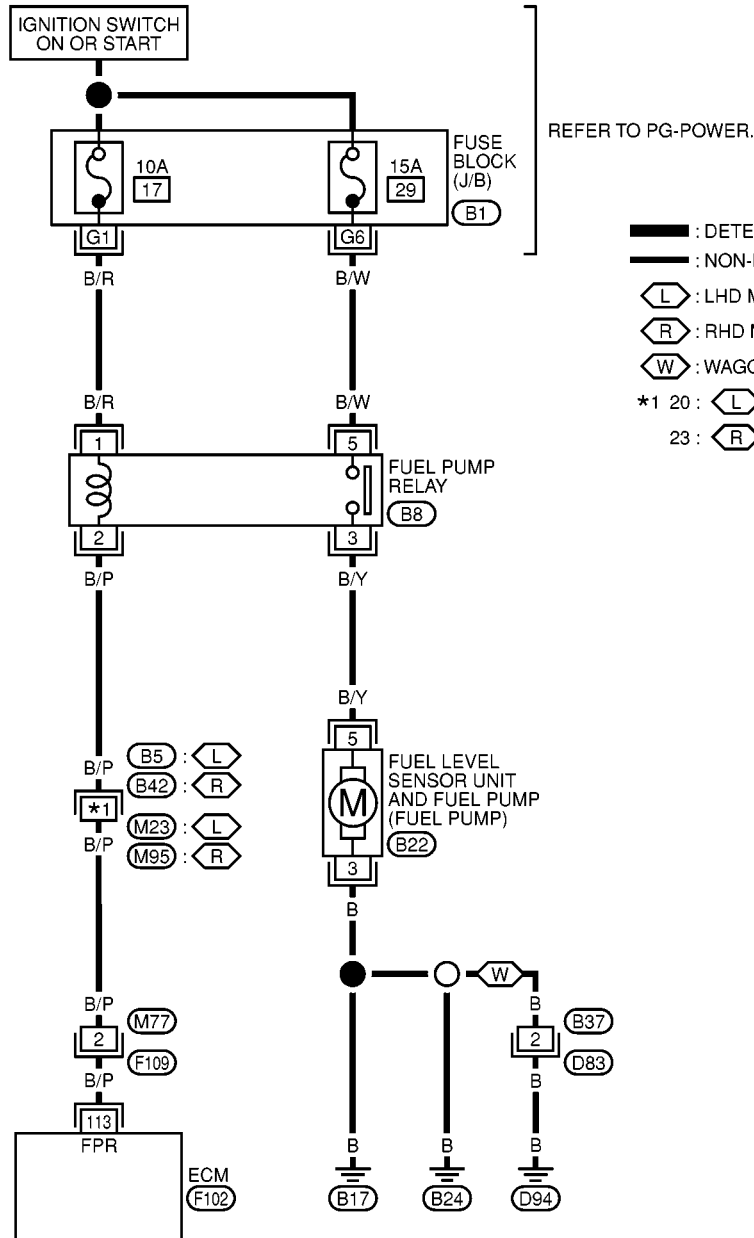 IGNITION SWITCH
ON OR START
REFER TO PG-POWER.
10A
17
15A
29
FUSE
BLOCK
(J/B)
B1
G1
G6
B/R
B/W
: DETE
: NON-
L : LHD
R : RHD
W : WAGO
*1 20 : L
23 : R
B/R
B/W
1
5
FUEL PUMP
RELAY
B8
2
3
B/P
B/Y
B/Y
5
B/P
B5 : L
B42 : R
*1
M23 : L
B/P
M95 : R
FUEL LEVEL
SENSOR UNIT
AND FUEL PUMP
(FUEL PUMP)
M
B22
3
B
W
B/P
M77
2
F109
B/P
B
B37
2
D83
B
113
FPR
ECM
F102
B
B
B
B17
B24
D94